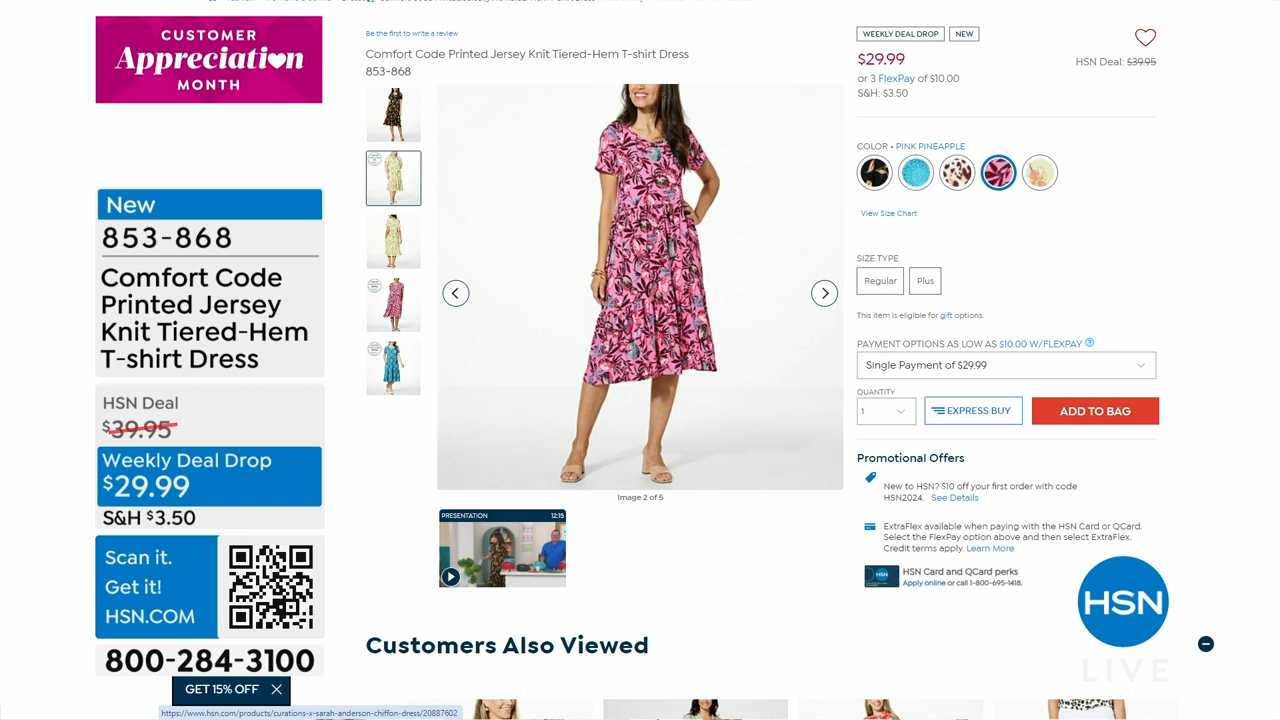 CUSTOMER
Appreciation
MONTH
New
853-868
Comfort Code
Printed Jersey
Knit Tiered-Hem
T-shirt Dress
HSN Deal
$39.95
Weekly Deal Drop
$29.99
S&H $3.50
Scan it.
Get it!
HSN.COM
800-284-3100
GET 15% OFF
https://www.hsn.com/products/curations-x-sarah-anderson-chiffon-dress/20887602
Be the first to write a review
Comfort Code Printed Jersey Knit Tiered-Hem T-shirt Dress
853-868
Image 2 of 5
PRESENTATION 12:15
WEEKLY DEAL DROP NEW
$29.99 HSN Deal: $39.95
or 3 FlexPay of $10.00
S&H: $3.50
COLOR • PINK PINEAPPLE
View Size Chart
SIZE TYPE
Regular Plus
This item is eligible for gift options.
PAYMENT OPTIONS AS LOW AS $10.00 W/FLEXPAY
Single Payment of $29.99
QUANTITY
1 EXPRESS BUY ADD TO BAG
Promotional Offers
New to HSN? $10 off your first order with code
HSN2024. See Details
ExtraFlex available when paying with the HSN Card or QCard.
Select the FlexPay option above and then select ExtraFlex.
Credit terms apply. Learn More
HSN Card and QCard perks
Apply online or call 1-800-695-1418.
HSN
LIVE
Customers Also Viewed